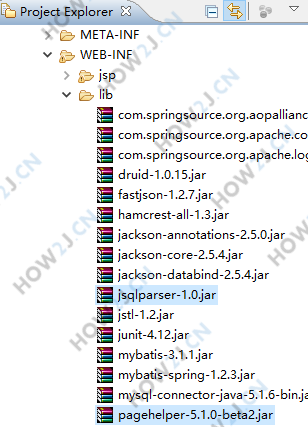 Project Explorer
META-INF
WEB-INF
jsp
lib
com.springsource.org.aopallianc
com.springsource.org.apache.co
com.springsource.org.apache.log
druid-1.0.15.jar
fastjson-1.2.7.jar
hamcrest-all-1.3.jar
jackson-annotations-2.5.0.jar
jackson-core-2.5.4.jar
jackson-databind-2.5.4.jar
jsqlparser-1.0.jar
jstl-1.2.jar
junit-4.12.jar
mybatis-3.1.1.jar
mybatis-spring-1.2.3.jar
mysql-connector-java-5.1.6-bin.ja
pagehelper-5.1.0-beta2.jar
HOW2J.CN
HOW2J.CN
HOW2J.CN
HOW2J.CN
HOW2J.CN